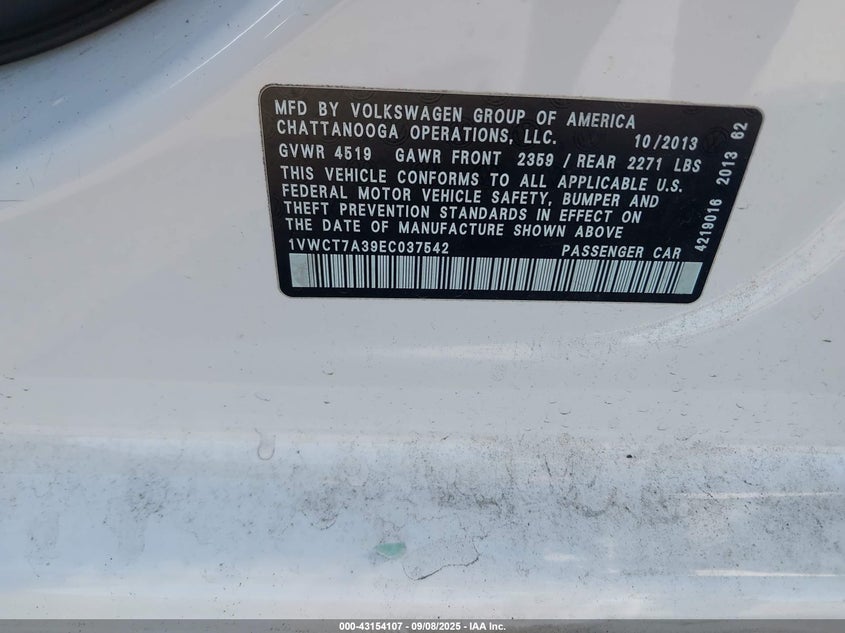 MFD BY VOLKSWAGEN GROUP OF AMERICA
CHATTANOOGA OPERATIONS, LLC. 10/2013
GVWR 4519 GAWR FRONT 2359 / REAR 2271 LBS
THIS VEHICLE CONFORMS TO ALL APPLICABLE U.S.
FEDERAL MOTOR VEHICLE SAFETY, BUMPER AND
THEFT PREVENTION STANDARDS IN EFFECT ON
THE DATE OF MANUFACTURE SHOWN ABOVE
1VWCT7A39EC037542 PASSENGER CAR
4219016 2013 62
000-43154107 - 09/08/2025 - IAA Inc.